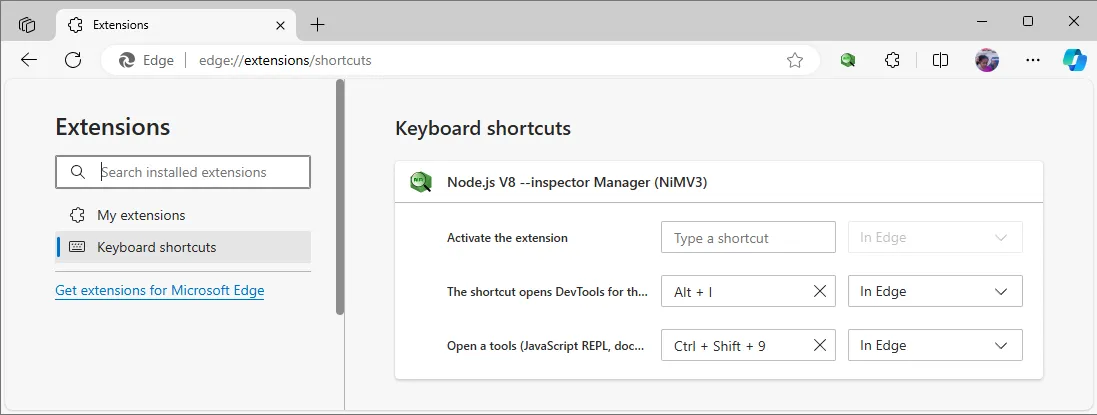 Extensions
Edge edge://extensions/shortcuts
Extensions
Search installed extensions
My extensions
Keyboard shortcuts
Get extensions for Microsoft Edge
Keyboard shortcuts
Node.js V8 --inspector Manager (NiMV3)
Activate the extension Type a shortcut In Edge
The shortcut opens DevTools for th... Alt + I In Edge
Open a tools (JavaScript REPL, doc... Ctrl + Shift + 9 In Edge